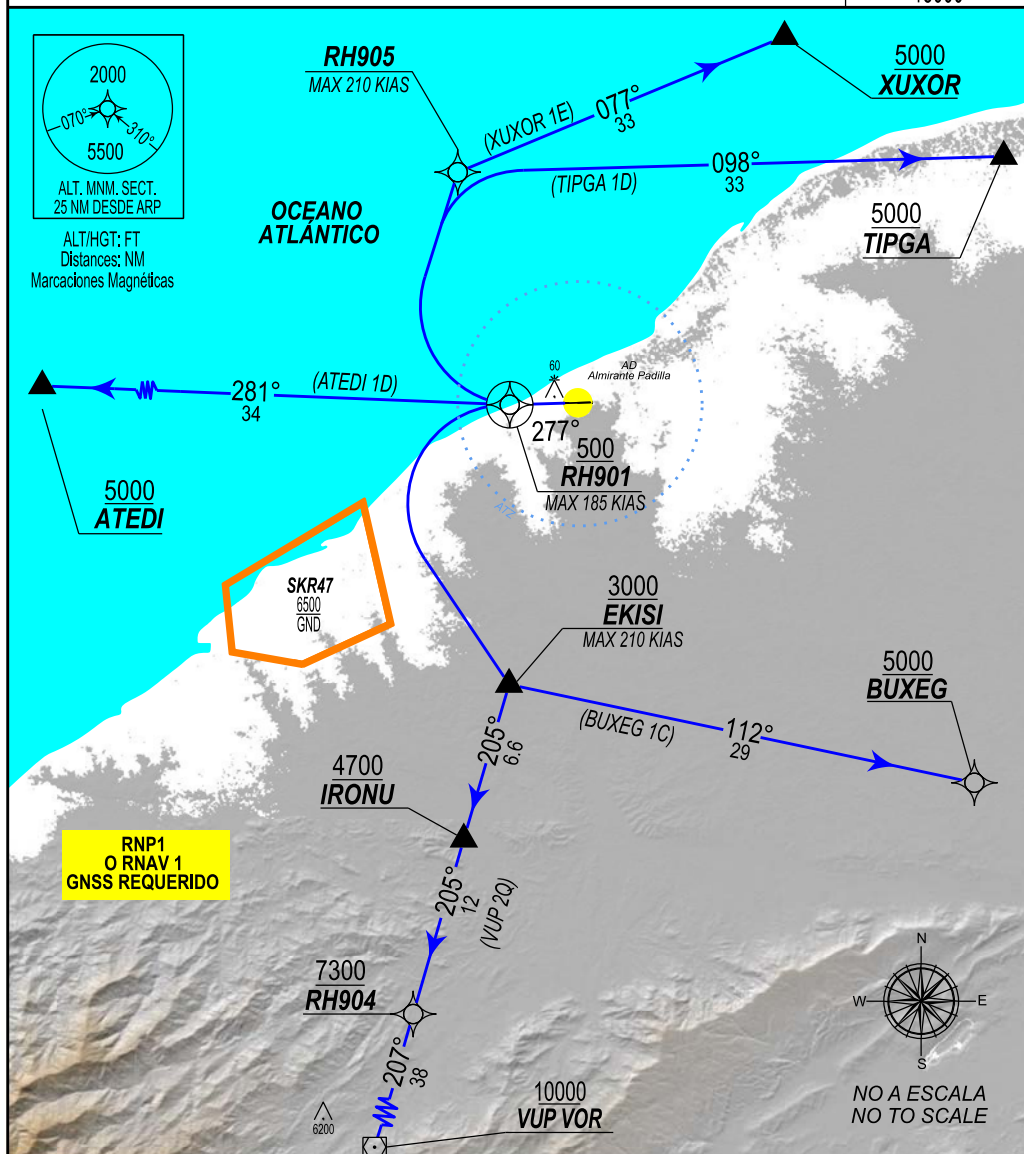 2000
070°
310°
5500
ALT. MNM. SECT.
25 NM DESDE ARP
ALT/HGT: FT
Distances: NM
Marcaciones Magnéticas
RH905
MAX 210 KIAS
5000
XUXOR
(XUXOR 1E)
077°
33
098°
33
(TIPGA 1D)
5000
TIPGA
OCEANO
ATLÁNTICO
60
AD
Almirante Padilla
281°
34
(ATEDI 1D)
277°
500
RH901
MAX 185 KIAS
ATZ
5000
ATEDI
SKR47
6500
GND
3000
EKISI
MAX 210 KIAS
5000
BUXEG
(BUXEG 1C)
112°
29
205°
6.6
4700
IRONU
RNP1
O RNAV 1
GNSS REQUERIDO
205°
12
(VUP 2Q)
7300
RH904
207°
38
6200
10000
VUP VOR
N
W
E
S
NO A ESCALA
NO TO SCALE